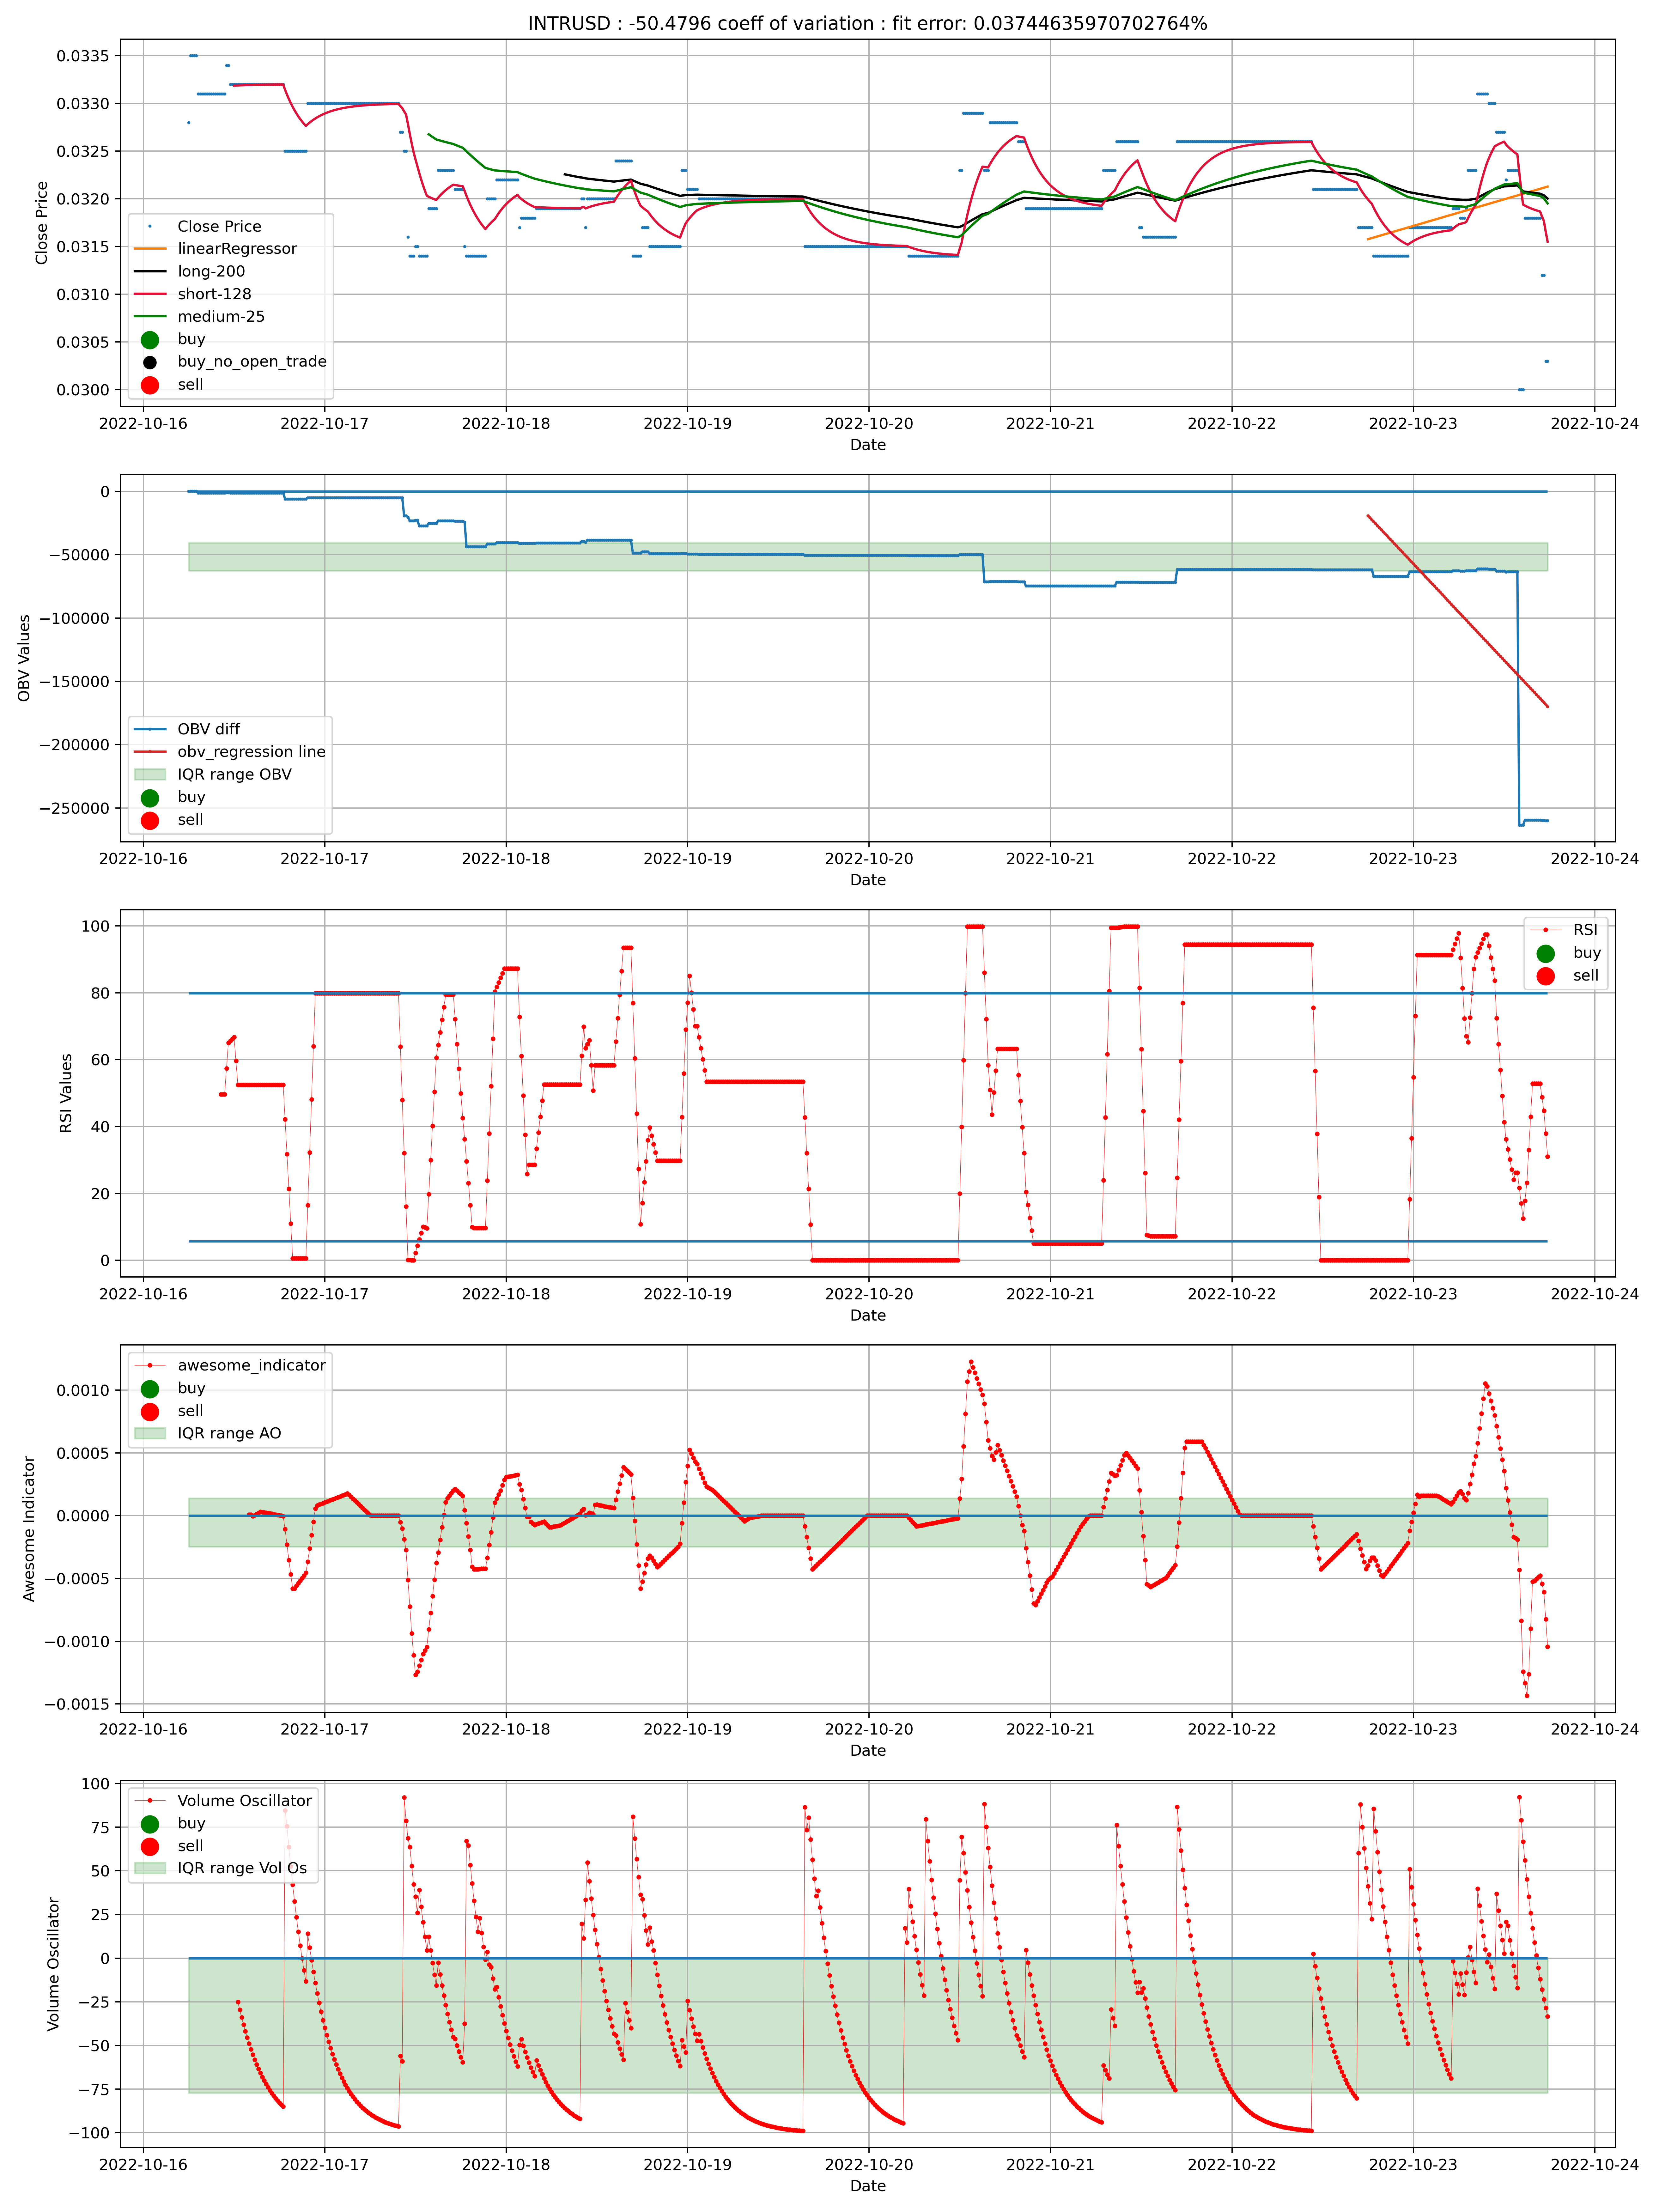 INTRUSD : -50.4796 coeff of variation : fit error: 0.03744635970702764%
0.0335
0.0330
0.0325
0.0320
0.0315
0.0310
0.0305
0.0300
Close Price
Close Price
linearRegressor
long-200
short-128
medium-25
buy
buy_no_open_trade
sell
2022-10-16 2022-10-17 2022-10-18 2022-10-19 2022-10-20 2022-10-21 2022-10-22 2022-10-23 2022-10-24
Date
0
−50000
−100000
−150000
−200000
−250000
OBV Values
OBV diff
obv_regression line
IQR range OBV
buy
sell
2022-10-16 2022-10-17 2022-10-18 2022-10-19 2022-10-20 2022-10-21 2022-10-22 2022-10-23 2022-10-24
Date
100
80
60
40
20
0
RSI Values
RSI
buy
sell
2022-10-16 2022-10-17 2022-10-18 2022-10-19 2022-10-20 2022-10-21 2022-10-22 2022-10-23 2022-10-24
Date
0.0010
0.0005
0.0000
−0.0005
−0.0010
−0.0015
Awesome Indicator
awesome_indicator
buy
sell
IQR range AO
2022-10-16 2022-10-17 2022-10-18 2022-10-19 2022-10-20 2022-10-21 2022-10-22 2022-10-23 2022-10-24
Date
100
75
50
25
0
−25
−50
−75
−100
Volume Oscillator
Volume Oscillator
buy
sell
IQR range Vol Os
2022-10-16 2022-10-17 2022-10-18 2022-10-19 2022-10-20 2022-10-21 2022-10-22 2022-10-23 2022-10-24
Date